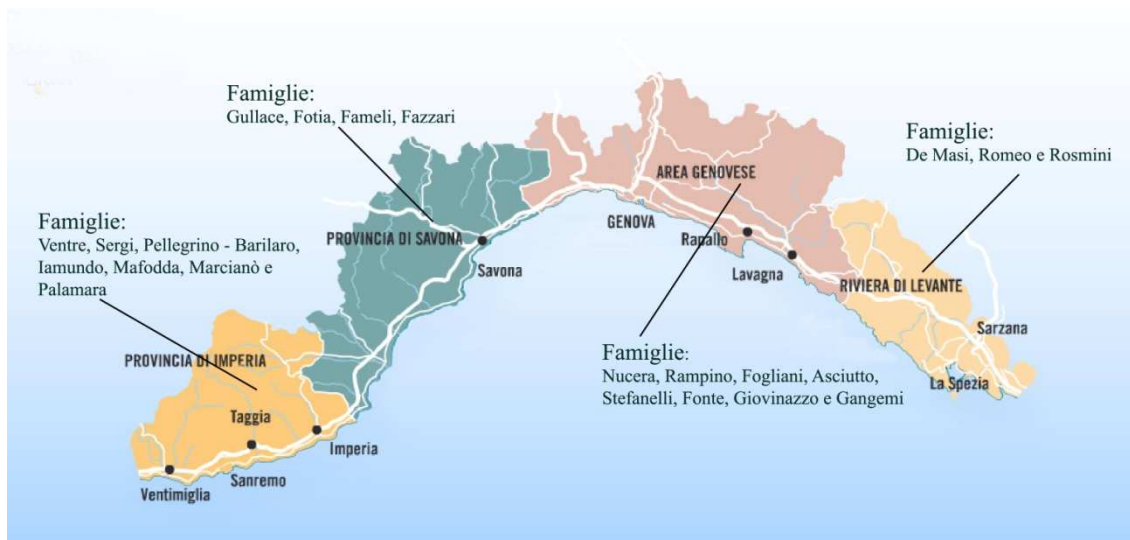 Famiglie:
Gullace, Fotia, Fameli, Fazzari
Famiglie:
De Masi, Romeo e Rosmini
AREA GENOVESE
Famiglie:
Ventre, Sergi, Pellegrino - Barilaro,
Iamundo, Mafodda, Marcianò e
Palamara
PROVINCIA DI SAVONA
Savona
GENOVA
Rapallo
Lavagna
RIVIERA DI LEVANTE
Sarzana
La Spezia
Famiglie:
Nucera, Rampino, Fogliani, Asciutto,
Stefanelli, Fonte, Giovinazzo e Gangemi
PROVINCIA DI IMPERIA
Taggia
Imperia
Sanremo
Ventimiglia